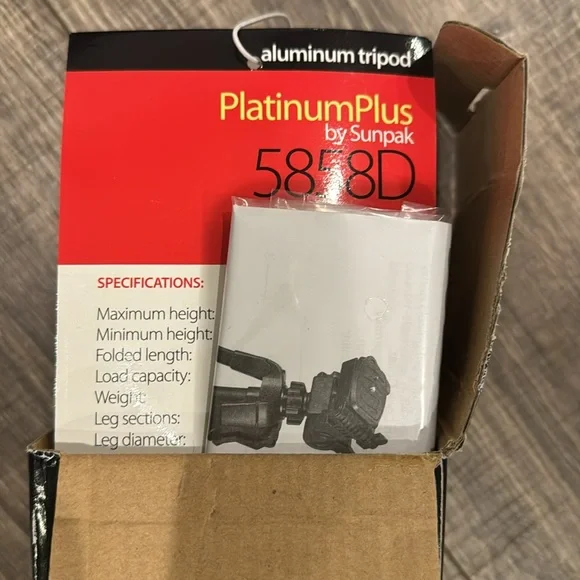 aluminum tripod
PlatinumPlus
by Sunpak
5858D
SPECIFICATIONS:
Maximum height:
Minimum height:
Folded length:
Load capacity:
Weight:
Leg sections:
Leg diameter: